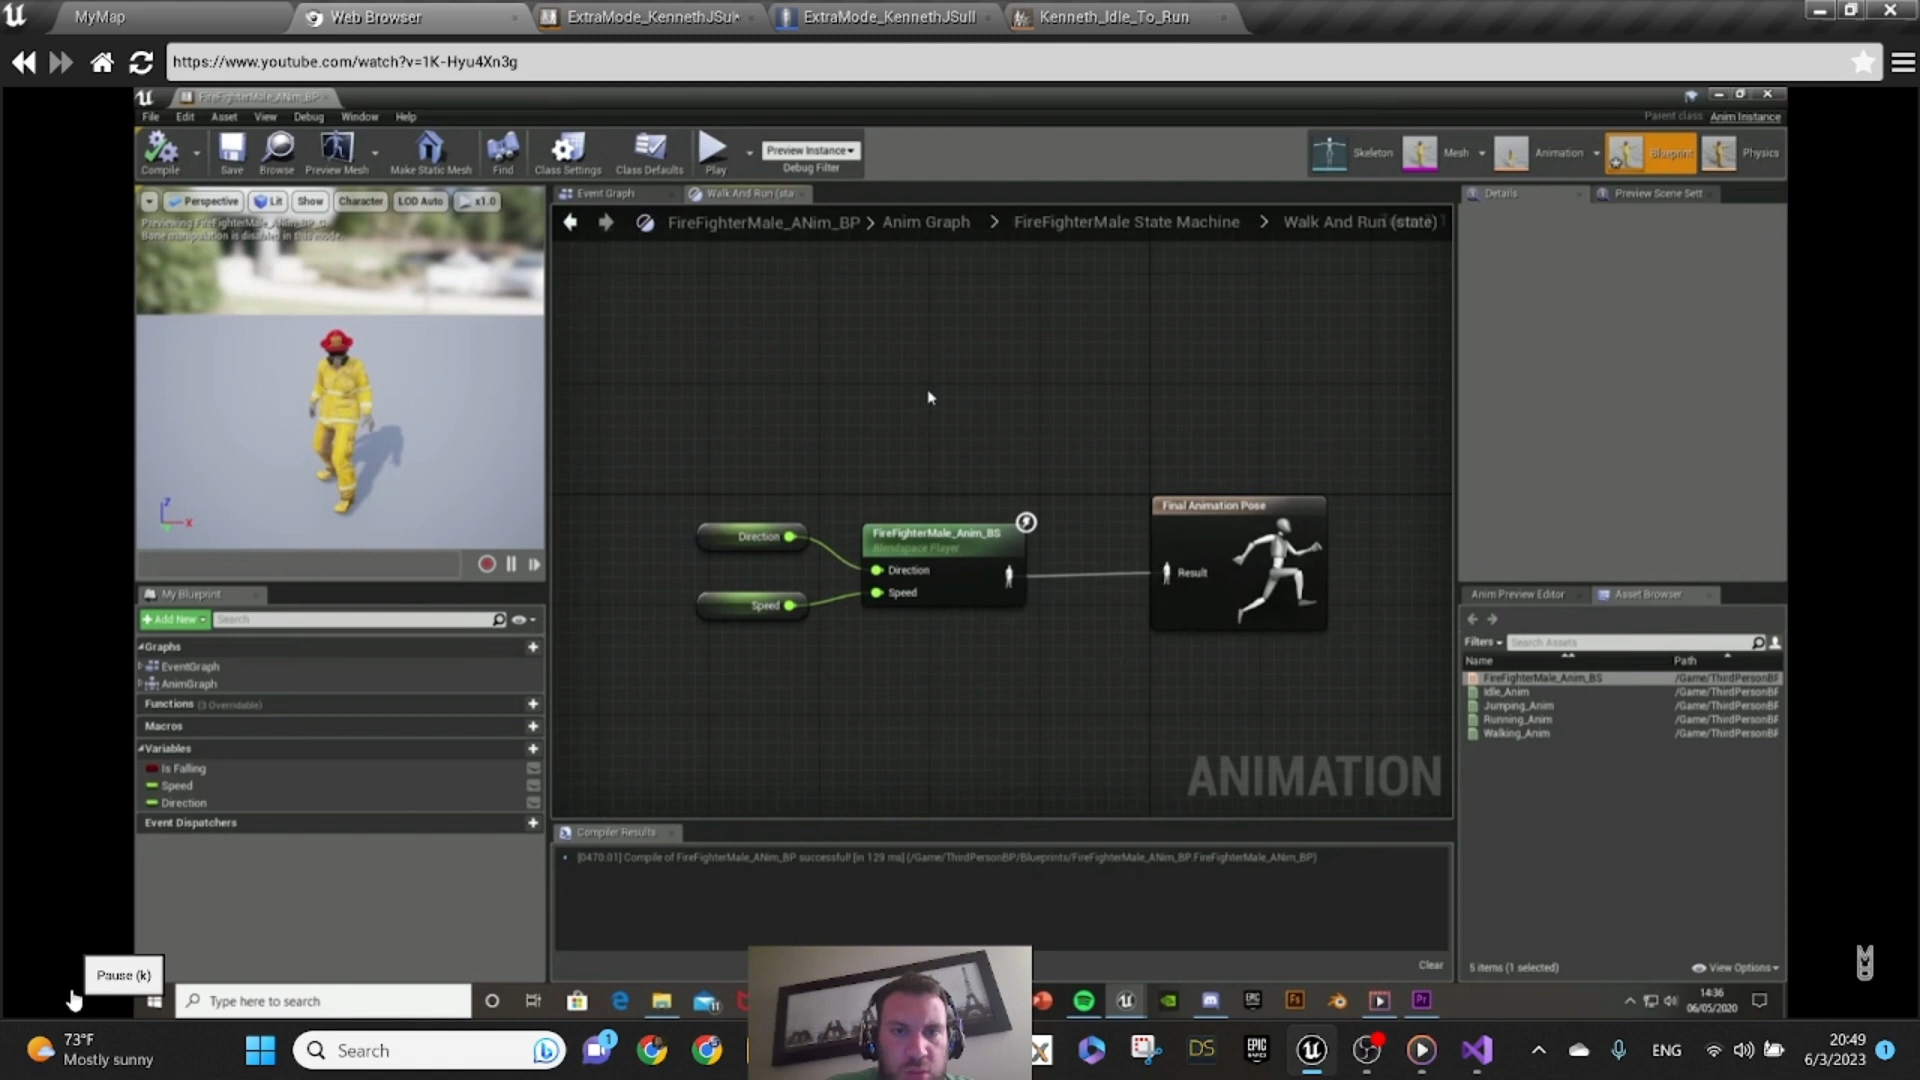 MyMap
Web Browser
ExtraMode_KennethJSul*
ExtraMode_KennethJSull
Kenneth_Idle_To_Run
https://www.youtube.com/watch?v=1K-Hyu4Xn3g
FireFighterMale_ANim_BP
File Edit Asset View Debug Window Help
Parent class: Anim Instance
Compile
Save
Browse
Preview Mesh
Make Static Mesh
Find
Class Settings
Class Defaults
Play
Preview Instance
Debug Filter
Skeleton
Mesh
Animation
Blueprint
Physics
Perspective
Lit
Show
Character
LOD Auto
x1.0
Previewing FireFighterMale_ANim_BP_C.
Bone manipulation is disabled in this mode.
Z
X
Event Graph
Walk And Run (sta
FireFighterMale_ANim_BP > Anim Graph > FireFighterMale State Machine > Walk And Run (state)
Direction
Speed
FireFighterMale_Anim_BS
Blendspace Player
Direction
Speed
Final Animation Pose
Result
ANIMATION
Details
Preview Scene Sett
My Blueprint
Add New
Search
Graphs
EventGraph
AnimGraph
Functions (3 Overridable)
Macros
Variables
Is Falling
Speed
Direction
Event Dispatchers
Compiler Results
[0470.01] Compile of FireFighterMale_ANim_BP successful! [in 129 ms] (/Game/ThirdPersonBP/Blueprints/FireFighterMale_ANim_BP.FireFighterMale_ANim_BP)
Clear
Anim Preview Editor
Asset Browser
Filters
Search Assets
Name Path
FireFighterMale_Anim_BS /Game/ThirdPersonBP
Idle_Anim /Game/ThirdPersonBP
Jumping_Anim /Game/ThirdPersonBP
Running_Anim /Game/ThirdPersonBP
Walking_Anim /Game/ThirdPersonBP
5 items (1 selected)
View Options
Pause (k)
Type here to search
11
Fs
Pr
14:36
06/05/2020
73°F
Mostly sunny
Search
1
DS
EPIC
GAMES
ENG
20:49
6/3/2023
1